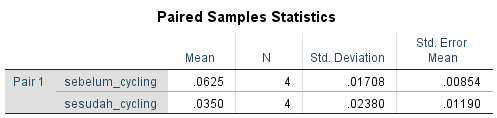 Paired Samples Statistics
Mean N Std. Deviation Std. Error Mean
Pair 1 sebelum_cycling .0625 4 .01708 .00854
sesudah_cycling .0350 4 .02380 .01190